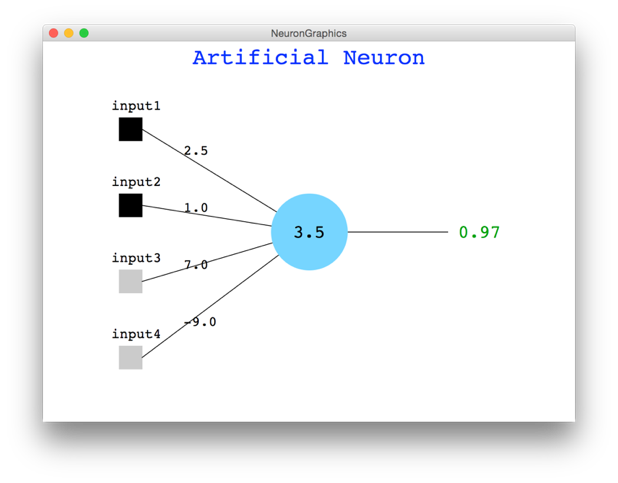 NeuronGraphics
Artificial Neuron
input1
2.5
input2
1.0
3.5
0.97
input3
7.0
input4
-9.0